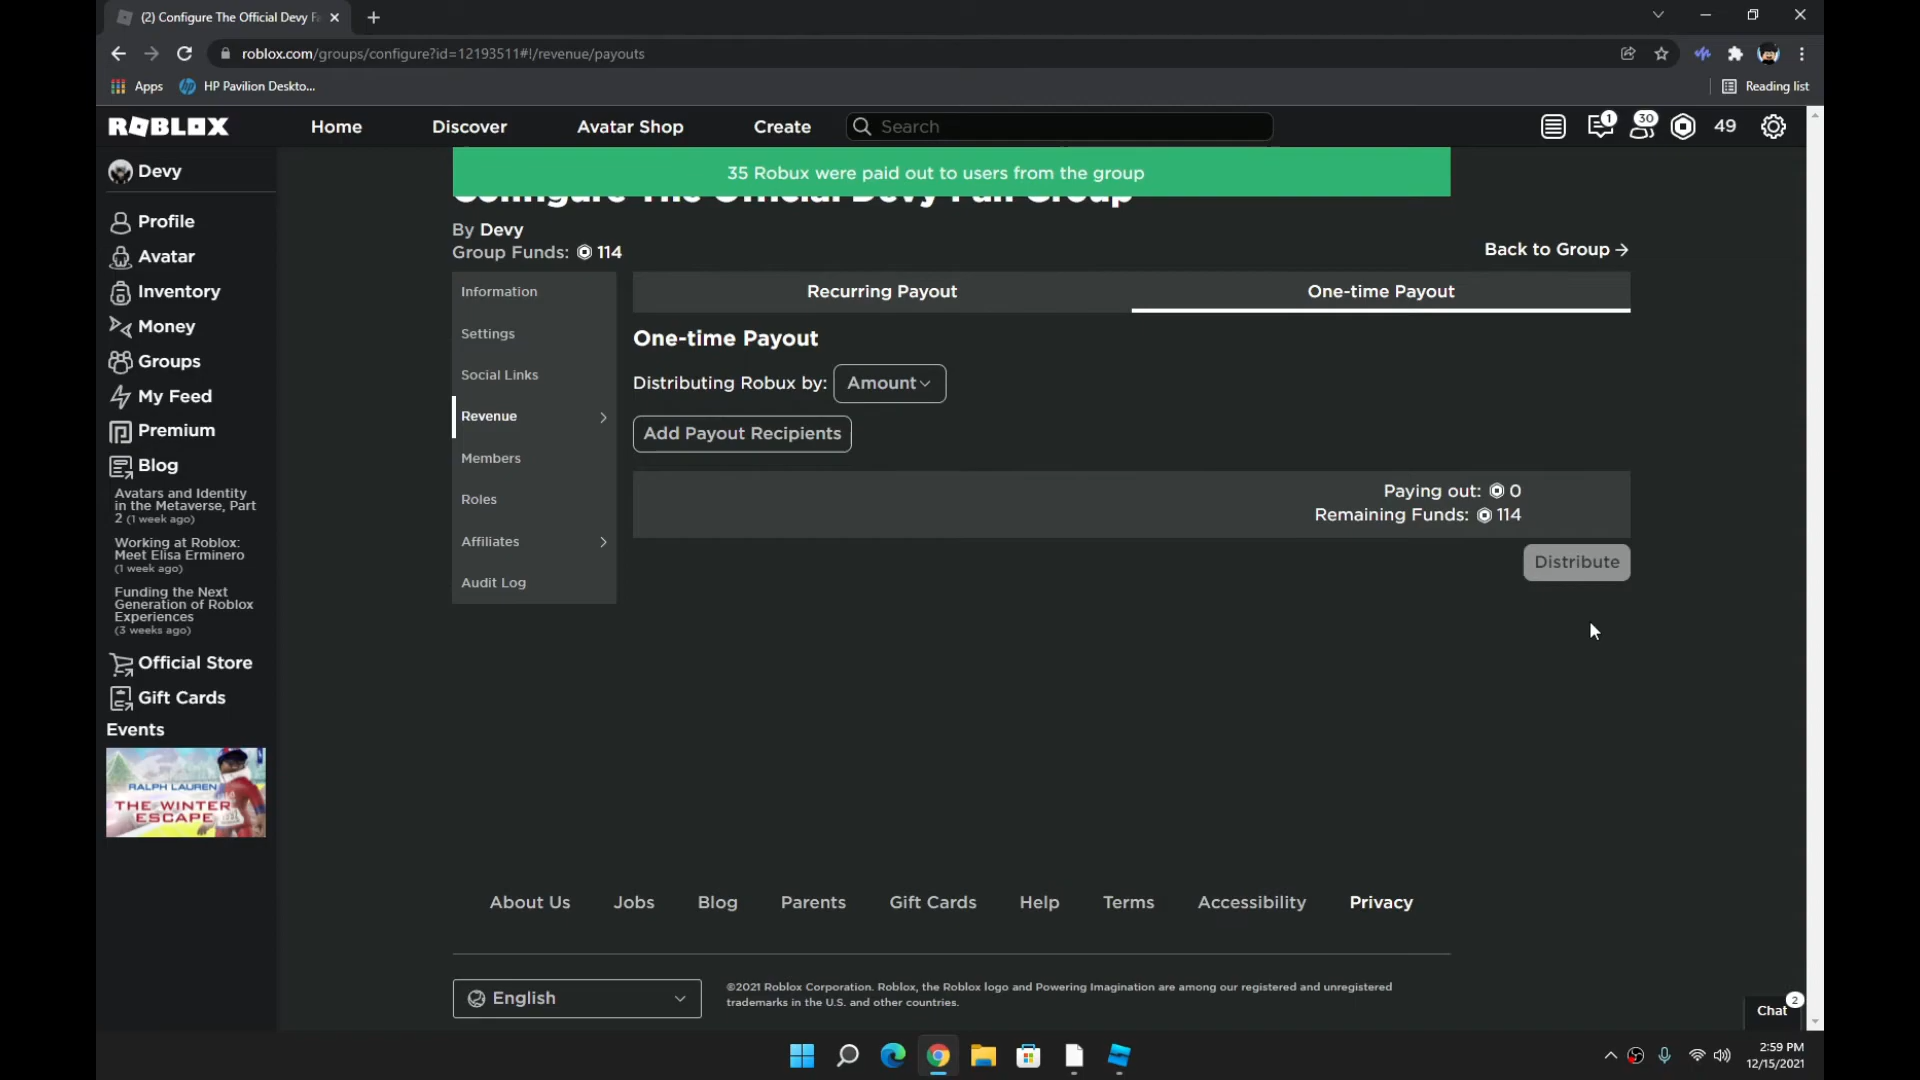 (2) Configure The Official Devy F
roblox.com/groups/configure?id=12193511#!/revenue/payouts
Apps
HP Pavilion Deskto...
Reading list
ROBLOX
Home
Discover
Avatar Shop
Create
Search
1
30
49
Devy
35 Robux were paid out to users from the group
Configure The Official Devy Fan Group
By Devy
Group Funds: 114
Back to Group
Profile
Avatar
Inventory
Money
Groups
My Feed
Premium
Blog
Avatars and Identity
in the Metaverse, Part
2 (1 week ago)
Working at Roblox:
Meet Elisa Erminero
(1 week ago)
Funding the Next
Generation of Roblox
Experiences
(3 weeks ago)
Official Store
Gift Cards
Events
RALPH LAUREN
THE WINTER
ESCAPE
Information
Settings
Social Links
Revenue
Members
Roles
Affiliates
Audit Log
Recurring Payout
One-time Payout
One-time Payout
Distributing Robux by: Amount
Add Payout Recipients
Paying out: 0
Remaining Funds: 114
Distribute
About Us
Jobs
Blog
Parents
Gift Cards
Help
Terms
Accessibility
Privacy
English
©2021 Roblox Corporation. Roblox, the Roblox logo and Powering Imagination are among our registered and unregistered
trademarks in the U.S. and other countries.
Chat
2
2:59 PM
12/15/2021